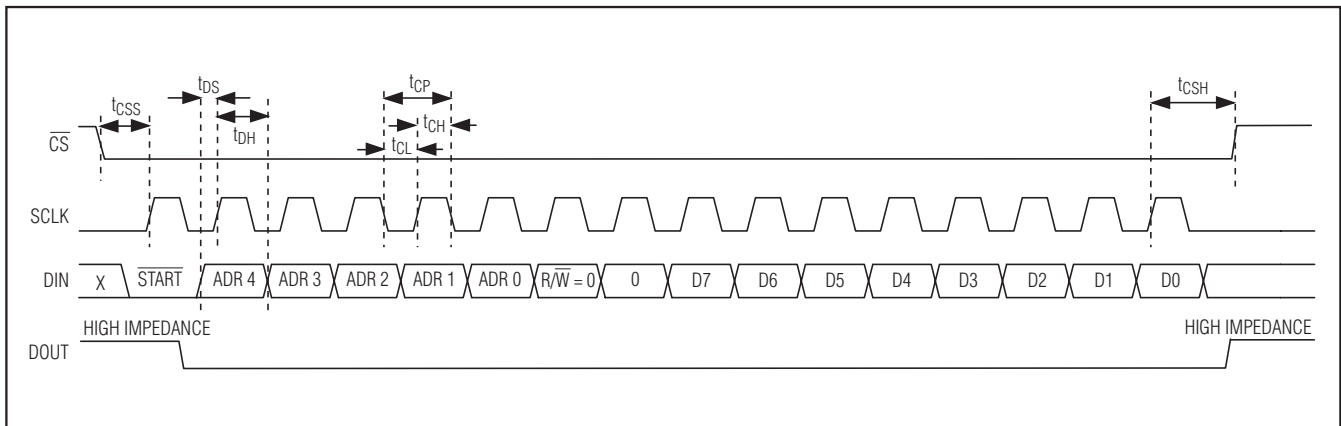 tDS
tCP
tCSS
tCSH
tCH
tDH
tCL
CS
SCLK
DIN X START ADR 4 ADR 3 ADR 2 ADR 1 ADR 0 R/W = 0 0 D7 D6 D5 D4 D3 D2 D1 D0
HIGH IMPEDANCE HIGH IMPEDANCE
DOUT